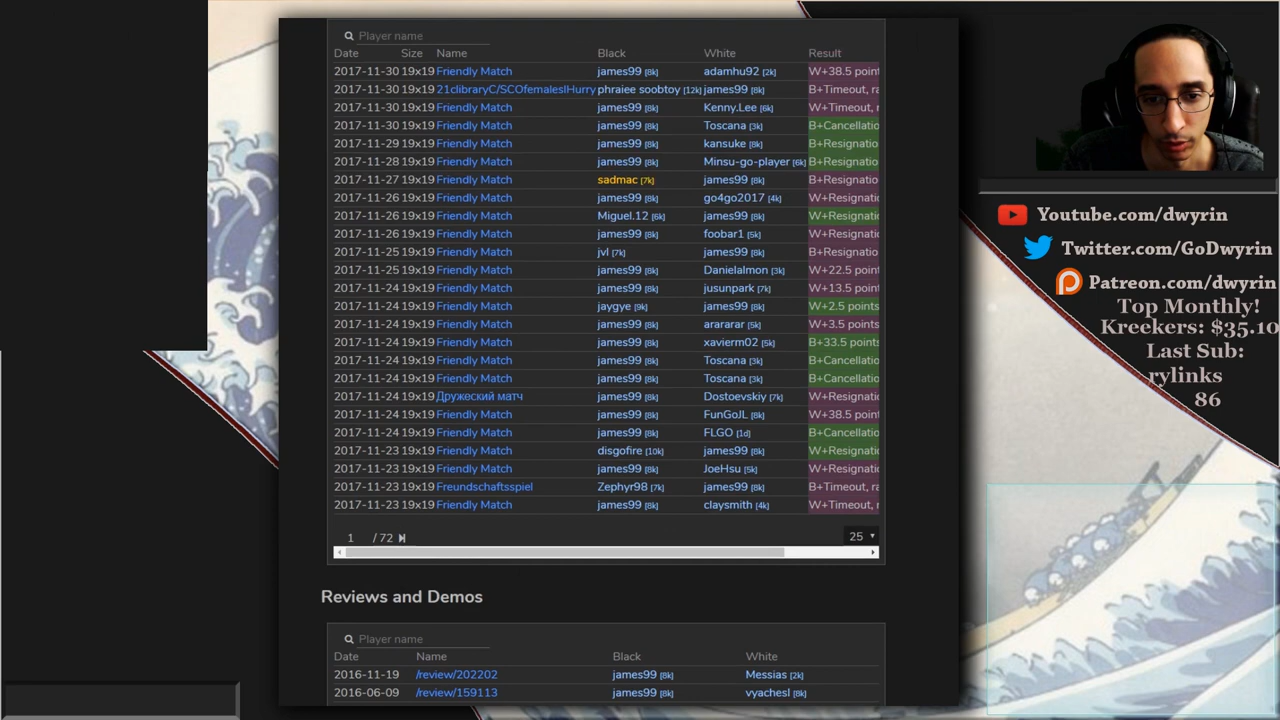 Player name
Date Size Name Black White Result
2017-11-30 19x19 Friendly Match james99 [8k] adamhu92 [2k] W+38.5 point
2017-11-30 19x19 21clibraryC/SCOfemales!Hurry phraiee soobtoy [12k] james99 [8k] B+Timeout, ra
2017-11-30 19x19 Friendly Match james99 [8k] Kenny.Lee [6k] W+Timeout, r
2017-11-30 19x19 Friendly Match james99 [8k] Toscana [3k] B+Cancellatio
2017-11-29 19x19 Friendly Match james99 [8k] kansuke [8k] B+Resignatio
2017-11-28 19x19 Friendly Match james99 [8k] Minsu-go-player [6k] B+Resignatio
2017-11-27 19x19 Friendly Match sadmac [7k] james99 [8k] B+Resignatio
2017-11-26 19x19 Friendly Match james99 [8k] go4go2017 [4k] W+Resignati
2017-11-26 19x19 Friendly Match Miguel.12 [6k] james99 [8k] W+Resignati
2017-11-26 19x19 Friendly Match james99 [8k] foobar1 [5k] W+Resignati
2017-11-25 19x19 Friendly Match jvl [7k] james99 [8k] B+Resignatio
2017-11-25 19x19 Friendly Match james99 [8k] Danielalmon [3k] W+22.5 point
2017-11-24 19x19 Friendly Match james99 [8k] jusunpark [7k] W+13.5 point
2017-11-24 19x19 Friendly Match jaygye [9k] james99 [8k] W+2.5 points
2017-11-24 19x19 Friendly Match james99 [8k] arararar [5k] W+3.5 points
2017-11-24 19x19 Friendly Match james99 [8k] xavierm02 [5k] B+33.5 points
2017-11-24 19x19 Friendly Match james99 [8k] Toscana [3k] B+Cancellatio
2017-11-24 19x19 Friendly Match james99 [8k] Toscana [3k] B+Cancellatio
2017-11-24 19x19 Дружеский матч james99 [8k] Dostoevskiy [7k] W+Resignati
2017-11-24 19x19 Friendly Match james99 [8k] FunGoJL [8k] W+38.5 point
2017-11-24 19x19 Friendly Match james99 [8k] FLGO [1d] B+Cancellatio
2017-11-23 19x19 Friendly Match disgofire [10k] james99 [8k] W+Resignati
2017-11-23 19x19 Friendly Match james99 [8k] JoeHsu [5k] W+Resignati
2017-11-23 19x19 Freundschaftsspiel Zephyr98 [7k] james99 [8k] B+Timeout, ra
2017-11-23 19x19 Friendly Match james99 [8k] claysmith [4k] W+Timeout, r
1 / 72 25
Reviews and Demos
Player name
Date Name Black White
2016-11-19 /review/202202 james99 [8k] Messias [2k]
2016-06-09 /review/159113 james99 [8k] vyachesl [8k]
Youtube.com/dwyrin
Twitter.com/GoDwyrin
Patreon.com/dwyrin
Top Monthly!
Kreekers: $35.10
Last Sub:
rylinks
86